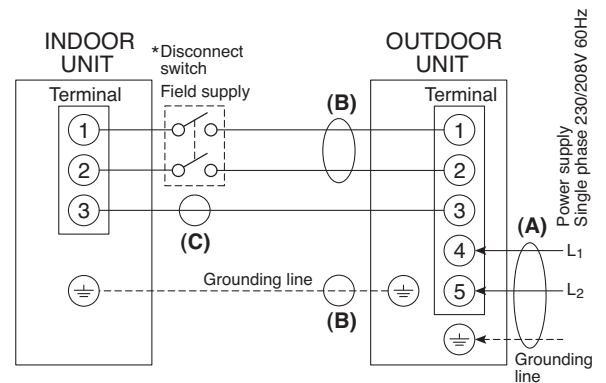 INDOOR
UNIT
*Disconnect
switch
Field supply
OUTDOOR
UNIT
Power supply
Single phase 230/208V 60Hz
Terminal
Terminal
(B)
1
1
2
2
3
3
(C)
(A)
4
L1
Grounding line
5
L2
(B)
Grounding
line